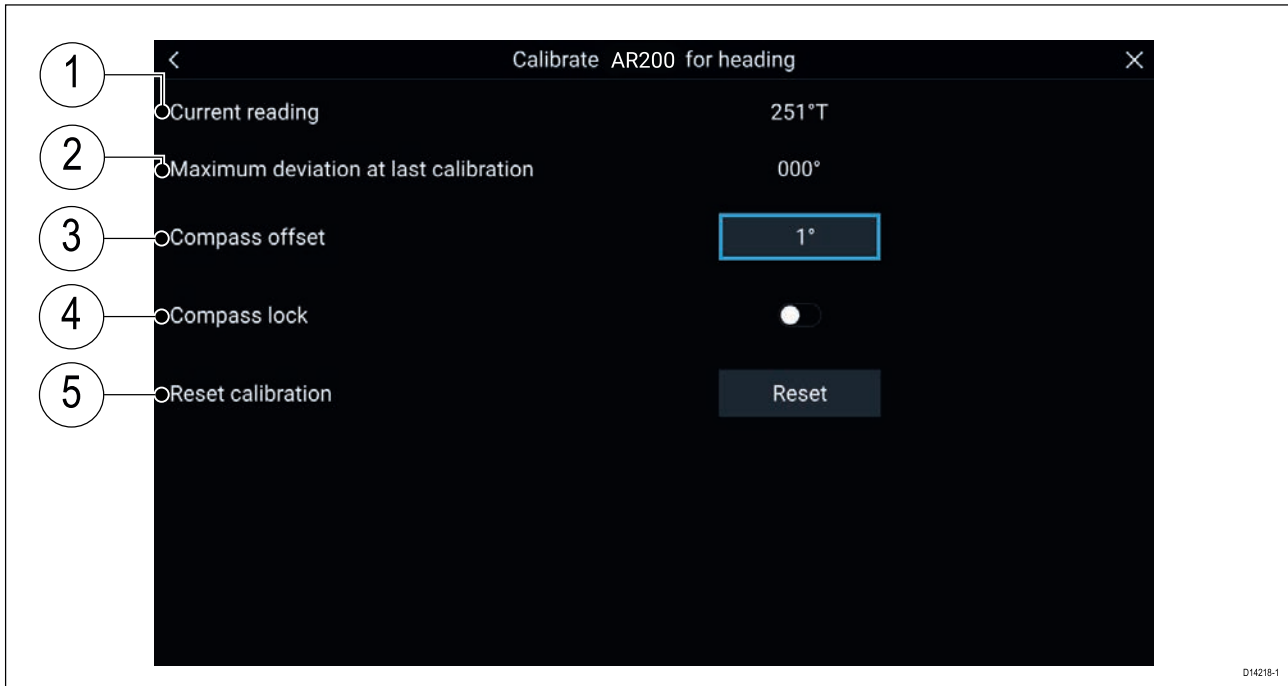 Calibrate AR200 for heading
1
Current reading 251°T
2
Maximum deviation at last calibration 000°
3
Compass offset 1°
4
Compass lock
5
Reset calibration Reset
D14218-1